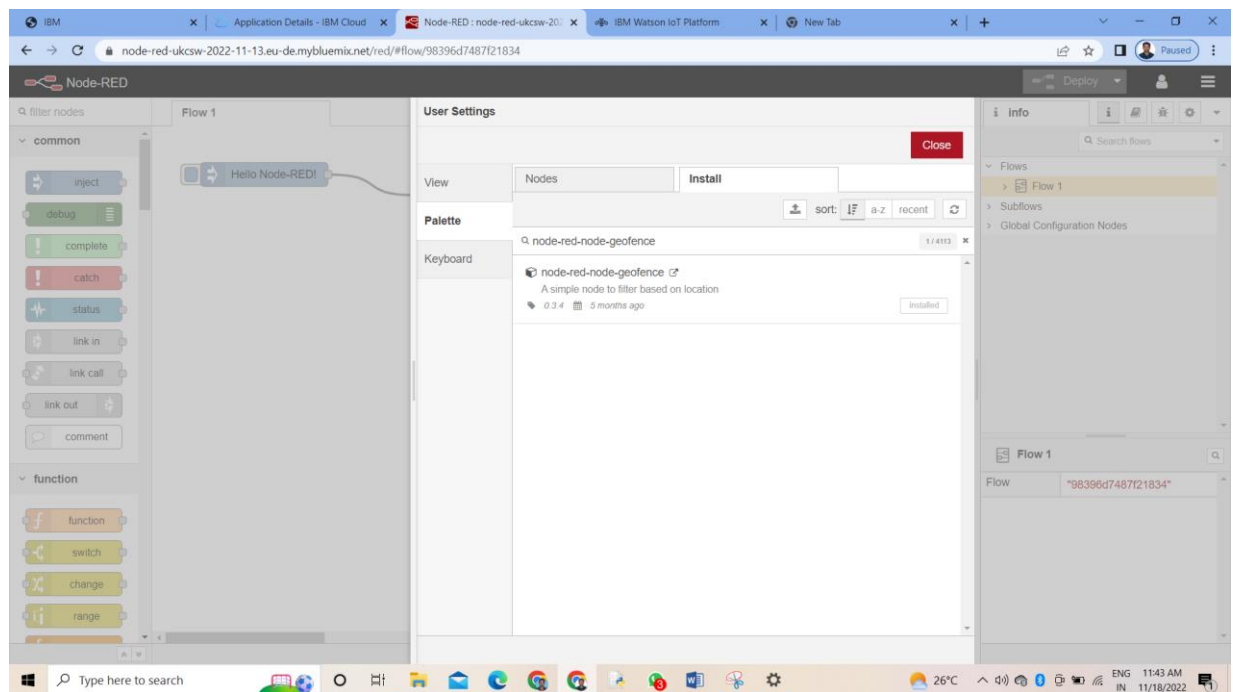 IBM
Application Details - IBM Cloud
Node-RED : node-red-ukcsw-202
IBM Watson IoT Platform
New Tab
node-red-ukcsw-2022-11-13.eu-de.mybluemix.net/red/#flow/98396d7487f21834
Paused
Node-RED
Deploy
filter nodes
Flow 1
User Settings
info
Close
Search flows
common
inject
debug
complete
catch
status
link in
link call
link out
comment
function
function
switch
change
range
Hello Node-RED!
View
Palette
Keyboard
Nodes
Install
sort:
a-z
recent
node-red-node-geofence
1 / 4113
node-red-node-geofence
A simple node to filter based on location
0.3.4 5 months ago
installed
Flows
Flow 1
Subflows
Global Configuration Nodes
Flow 1
Flow "98396d7487f21834"
Type here to search
26°C
ENG
IN
11:43 AM
11/18/2022